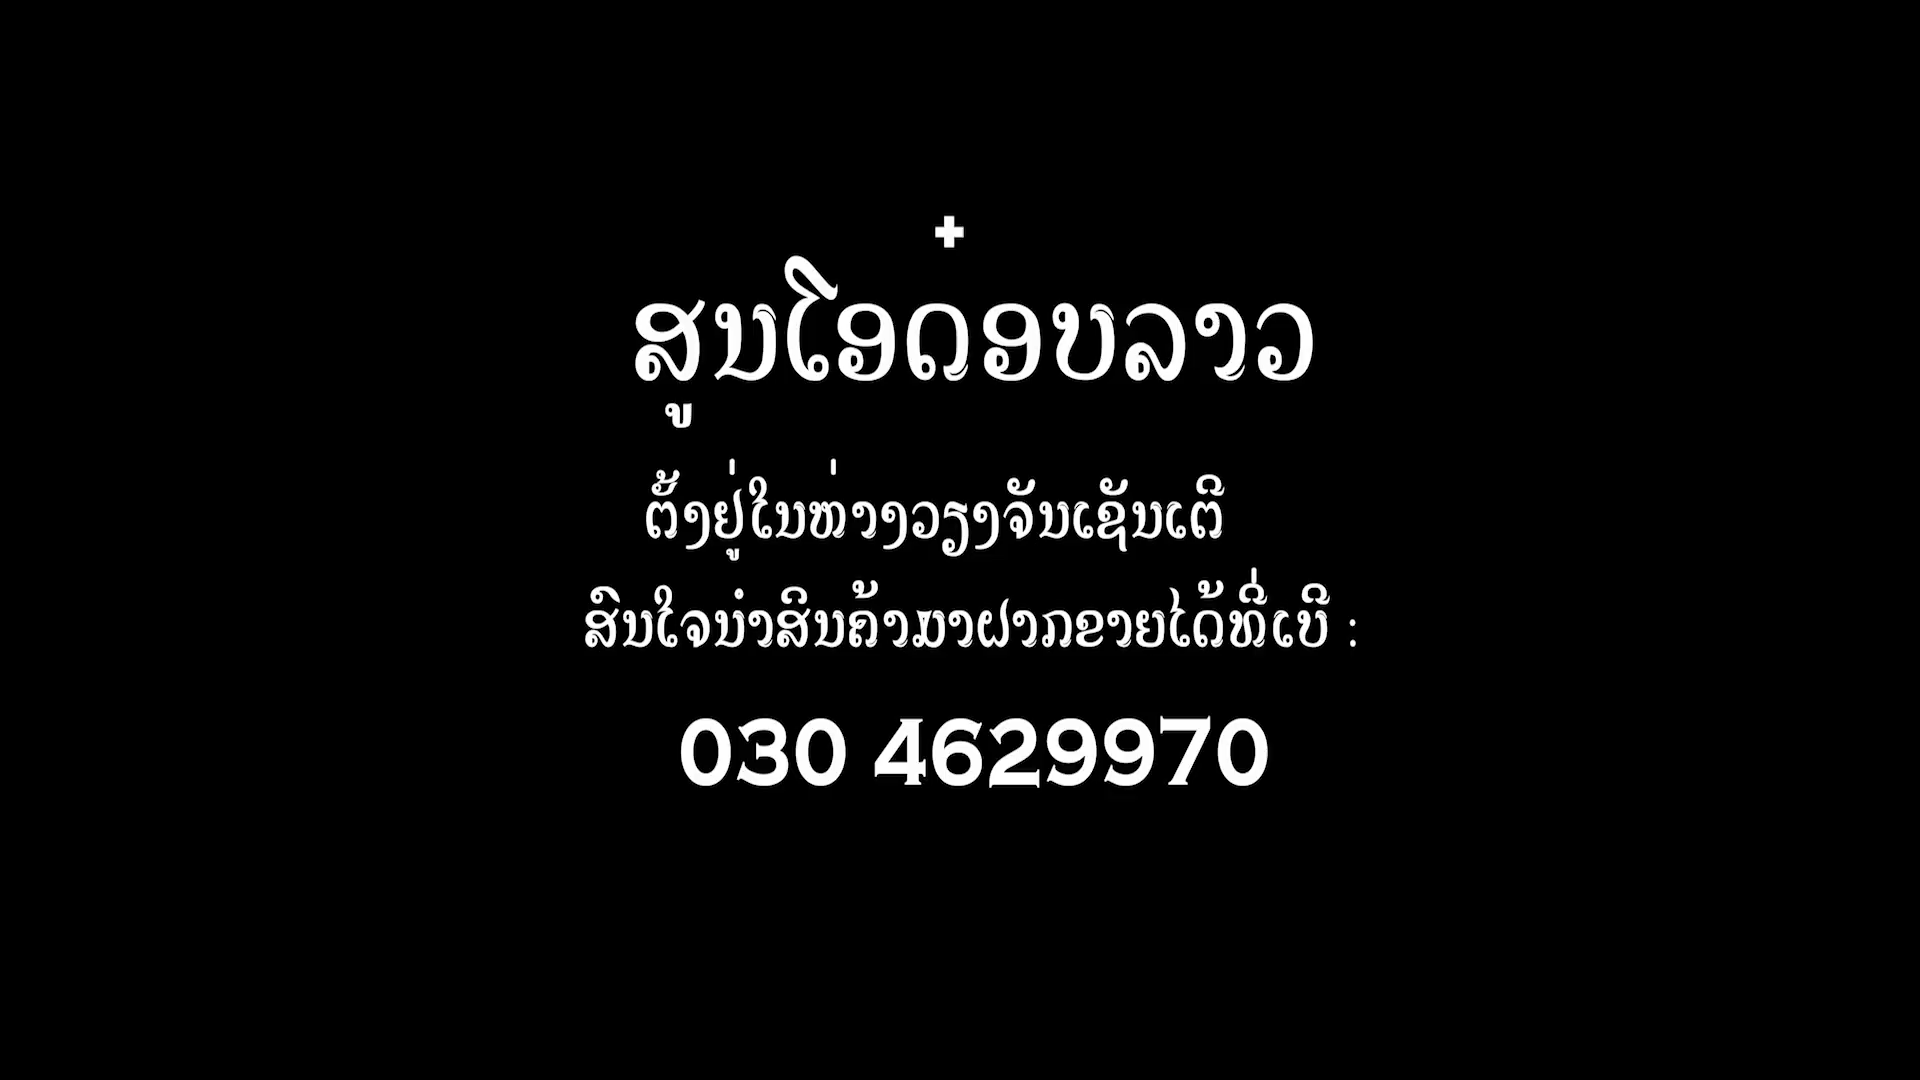 ສູນໂອດ໋ອບລາວ
ຕັ້ງຢູ່ໃນຫ່າງວຽງຈັນເຊັນເຕີ
ສົນໃຈນຳສິນຄ້າມາຝາກຂາຍໄດ້ທີ່ເບີ :
030 4629970